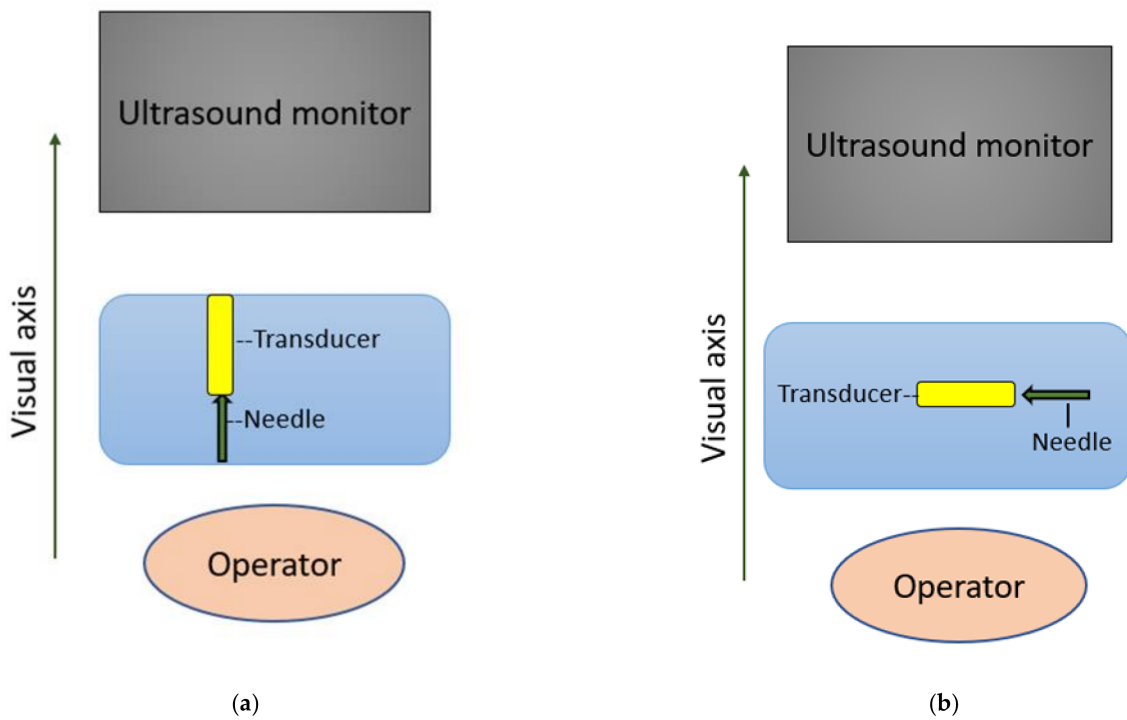 Ultrasound monitor
Visual axis
--Transducer
--Needle
Operator
(a)
Ultrasound monitor
Visual axis
Transducer--
Needle
Operator
(b)